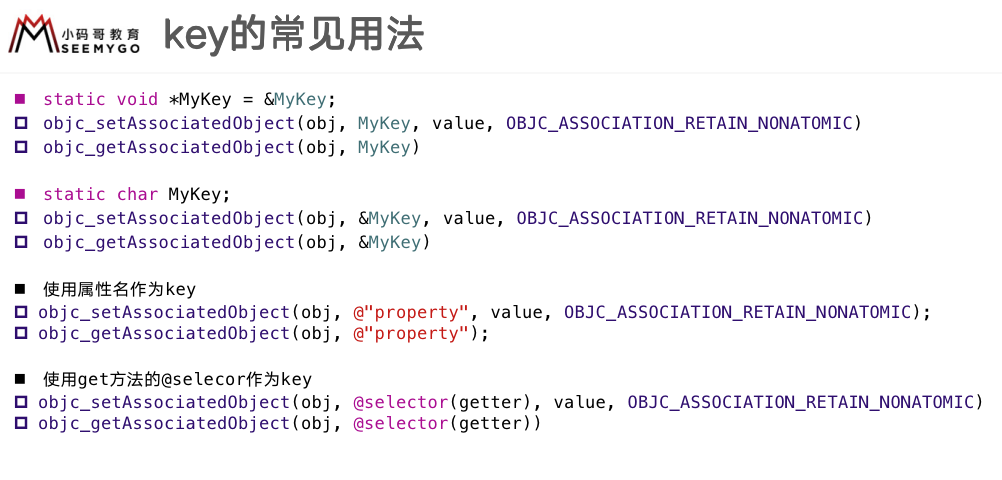 小码哥教育
SEEMYGO
key的常见用法
static void *MyKey = &MyKey;
objc_setAssociatedObject(obj, MyKey, value, OBJC_ASSOCIATION_RETAIN_NONATOMIC)
objc_getAssociatedObject(obj, MyKey)
static char MyKey;
objc_setAssociatedObject(obj, &MyKey, value, OBJC_ASSOCIATION_RETAIN_NONATOMIC)
objc_getAssociatedObject(obj, &MyKey)
使用属性名作为key
objc_setAssociatedObject(obj, @"property", value, OBJC_ASSOCIATION_RETAIN_NONATOMIC);
objc_getAssociatedObject(obj, @"property");
使用get方法的@selecor作为key
objc_setAssociatedObject(obj, @selector(getter), value, OBJC_ASSOCIATION_RETAIN_NONATOMIC)
objc_getAssociatedObject(obj, @selector(getter))